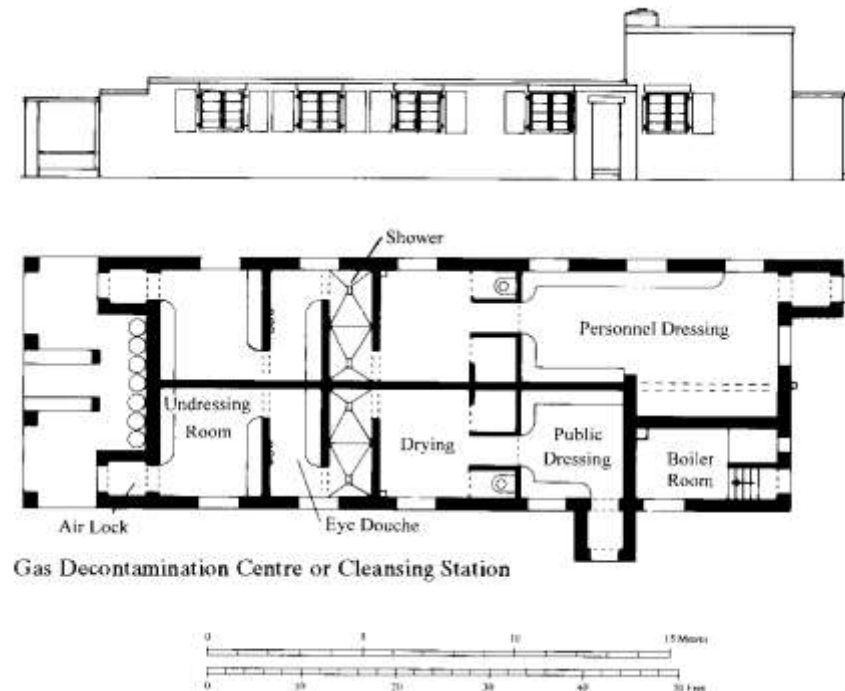 Shower
Personnel Dressing
Undressing
Room
Drying
Public
Dressing
Boiler
Room
Air Lock
Eye Douche
Gas Decontamination Centre or Cleansing Station
0 5 10 15 Metres
0 10 20 30 40 50 Feet